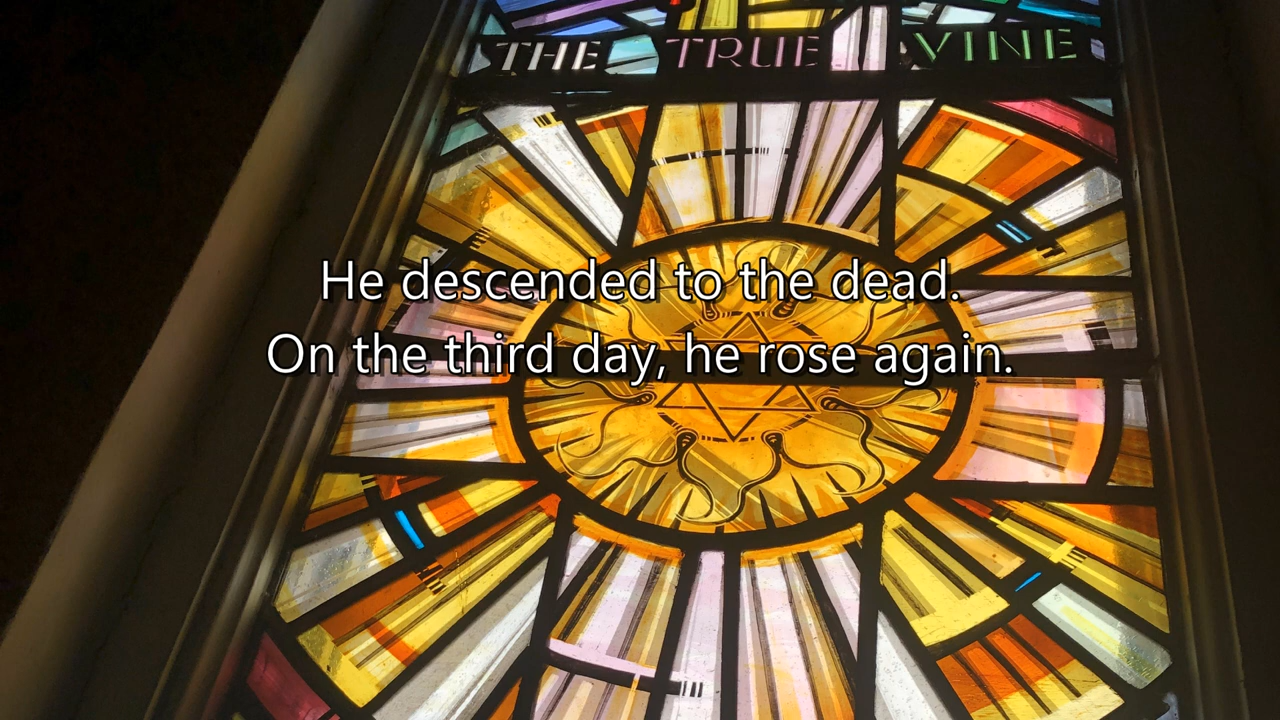 THE TRUE VINE
He descended to the dead.
On the third day, he rose again.